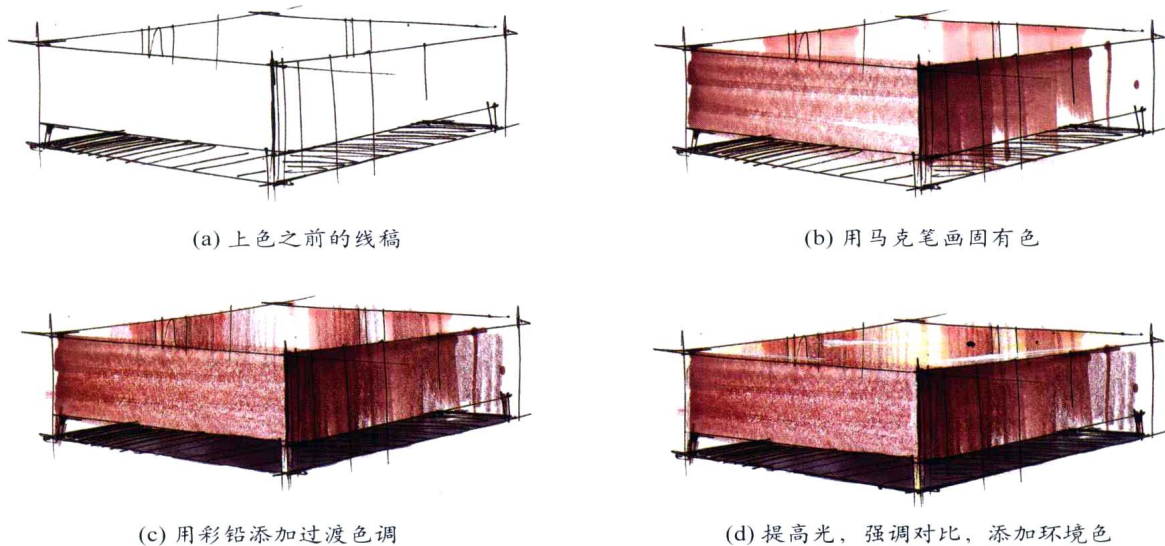 (a) 上色之前的线稿
(b) 用马克笔画固有色
(c) 用彩铅添加过渡色调
(d) 提高光，强调对比，添加环境色